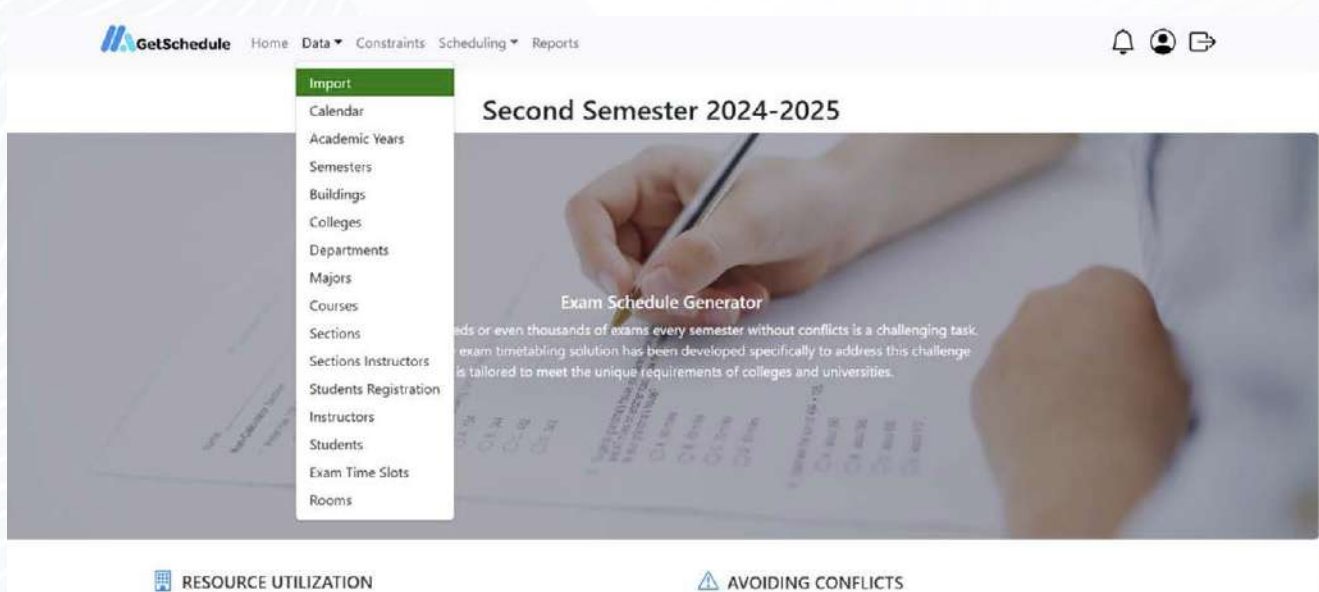 GetSchedule Home Data Constraints Scheduling Reports
Import
Calendar
Academic Years
Semesters
Buildings
Colleges
Departments
Majors
Courses
Sections
Sections Instructors
Students Registration
Instructors
Students
Exam Time Slots
Rooms
Second Semester 2024-2025
Exam Schedule Generator
eds or even thousands of exams every semester without conflicts is a challenging task.
exam timetabling solution has been developed specifically to address this challenge
is tailored to meet the unique requirements of colleges and universities.
RESOURCE UTILIZATION
AVOIDING CONFLICTS